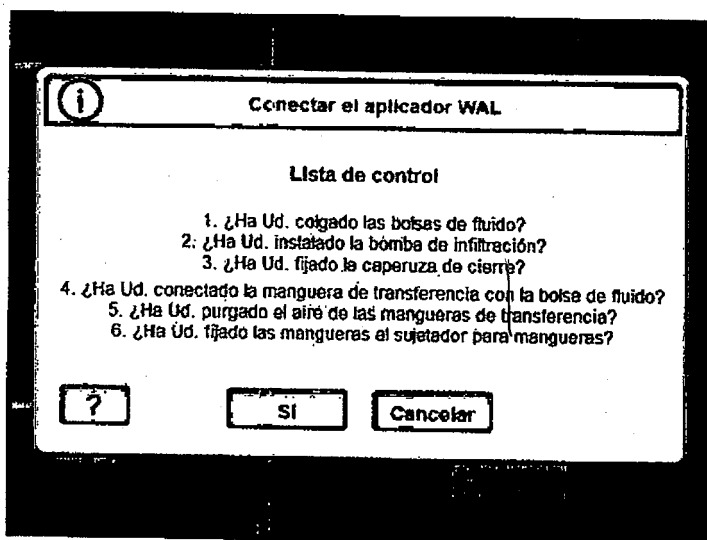 i
Conectar el aplicador WAL
Lista de control
1. ¿Ha Ud. colgado las bolsas de fluido?
2. ¿Ha Ud. instalado la bomba de infiltración?
3. ¿Ha Ud. fijado la caperuza de cierre?
4. ¿Ha Ud. conectado la manguera de transferencia con la bolsa de fluido?
5. ¿Ha Ud. purgado el aire de las mangueras de transferencia?
6. ¿Ha Ud. fijado las mangueras al sujetador para mangueras?
? SI Cancelar